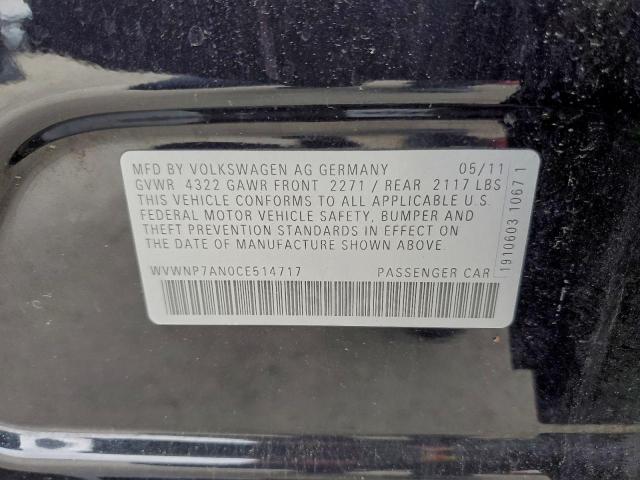 MFD BY VOLKSWAGEN AG GERMANY 05/11
GVWR 4322 GAWR FRONT 2271 / REAR 2117 LBS
THIS VEHICLE CONFORMS TO ALL APPLICABLE U.S.
FEDERAL MOTOR VEHICLE SAFETY, BUMPER AND
THEFT PREVENTION STANDARDS IN EFFECT ON
THE DATE OF MANUFACTURE SHOWN ABOVE.
WVWNP7AN0CE514717 PASSENGER CAR
1910603 1067 1